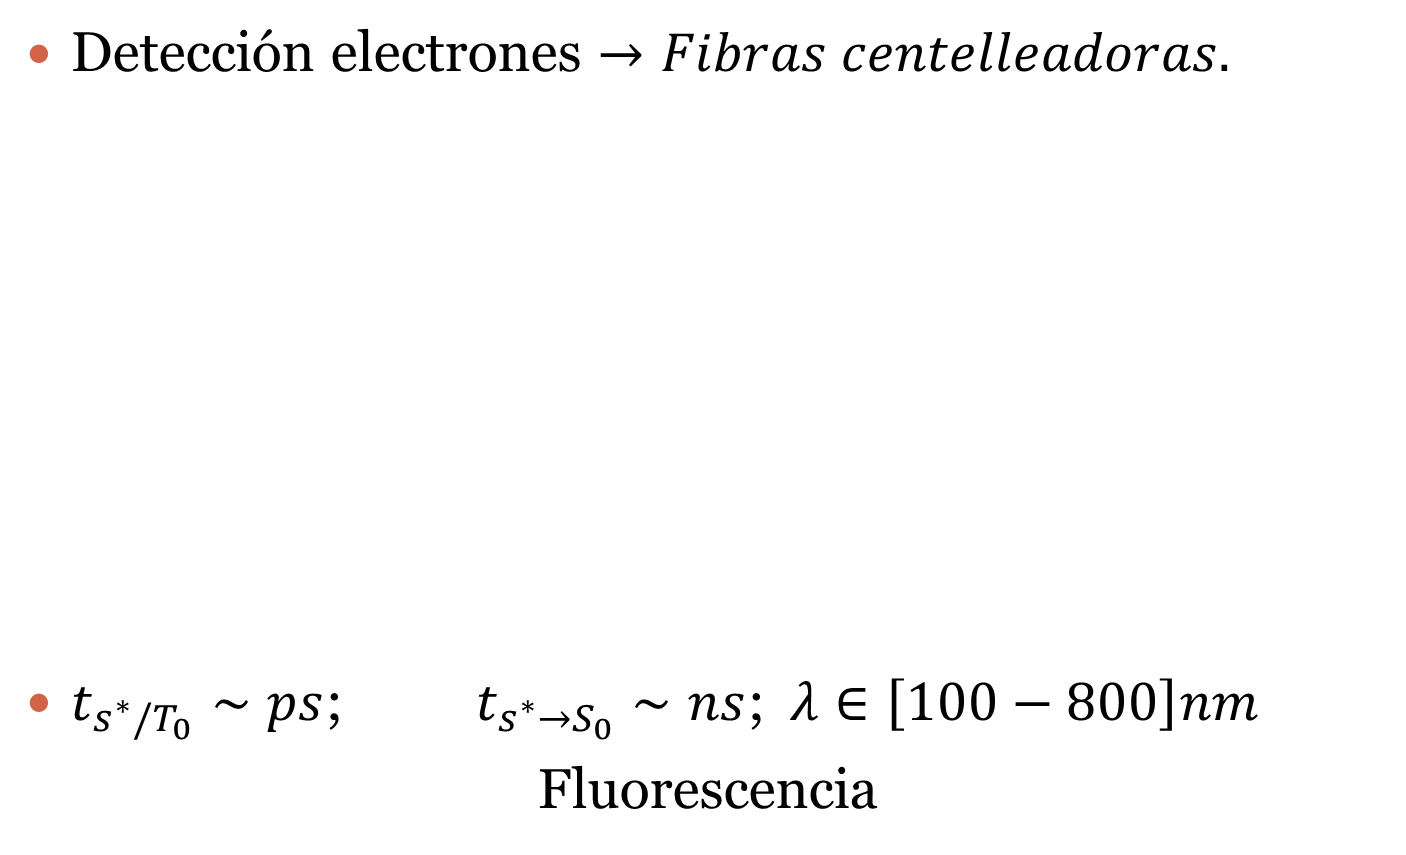 • Detección electrones → Fibras centelleadoras.
• t_{s^*/T_0} ~ ps; t_{s^*→S_0} ~ ns; λ ∈ [100 − 800]nm
Fluorescencia